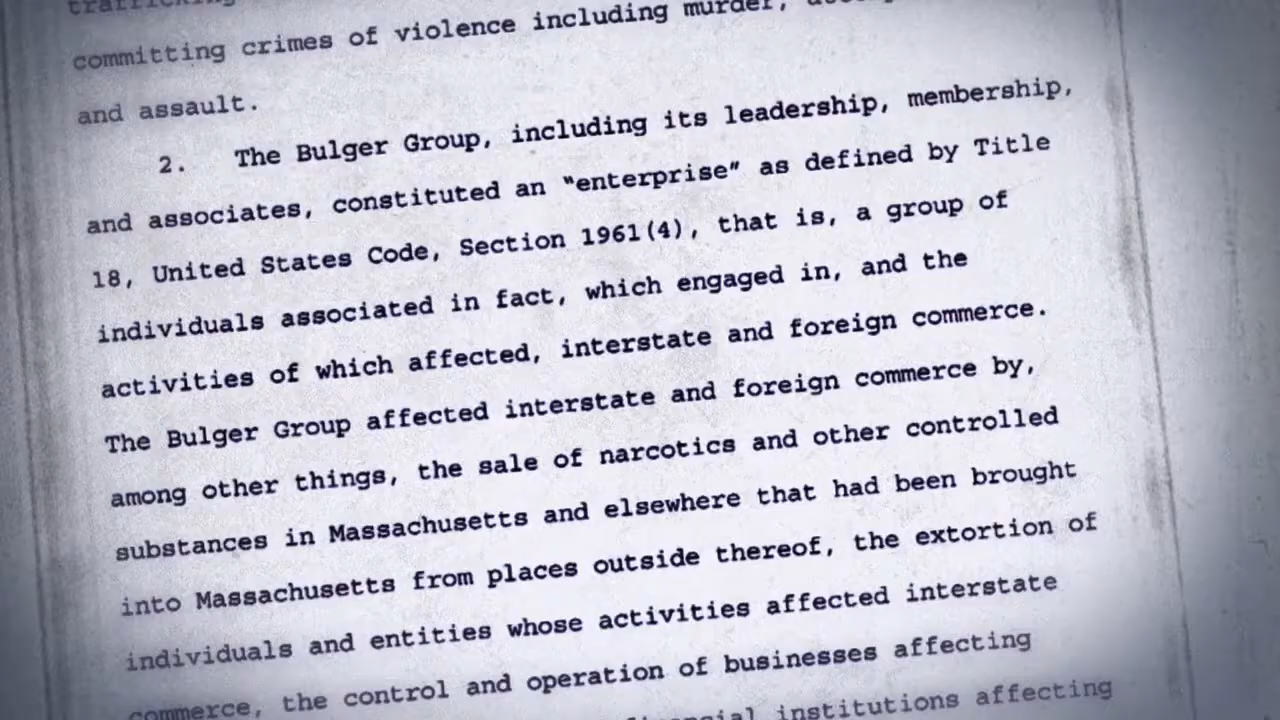 trafficking
committing crimes of violence including murder,
and assault.
2. The Bulger Group, including its leadership, membership,
and associates, constituted an “enterprise” as defined by Title
18, United States Code, Section 1961(4), that is, a group of
individuals associated in fact, which engaged in, and the
activities of which affected, interstate and foreign commerce.
The Bulger Group affected interstate and foreign commerce by,
among other things, the sale of narcotics and other controlled
substances in Massachusetts and elsewhere that had been brought
into Massachusetts from places outside thereof, the extortion of
individuals and entities whose activities affected interstate
commerce, the control and operation of businesses affecting
financial institutions affecting